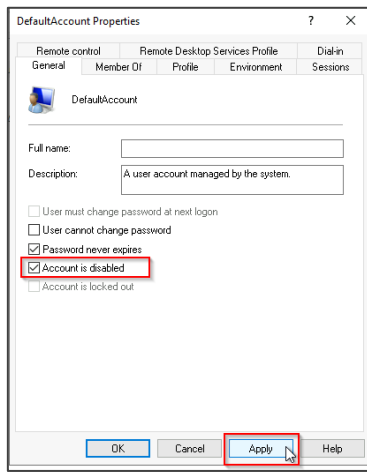 DefaultAccount Properties
?
Remote control
Remote Desktop Services Profile
Dial-in
General
Member Of
Profile
Environment
Sessions
DefaultAccount
Full name:
Description:
A user account managed by the system.
User must change password at next logon
User cannot change password
Password never expires
Account is disabled
Account is locked out
OK
Cancel
Apply
Help